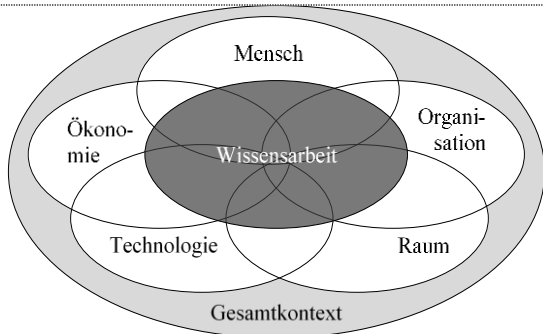 Mensch
Ökono-
mie
Organi-
sation
Wissensarbeit
Technologie
Raum
Gesamtkontext